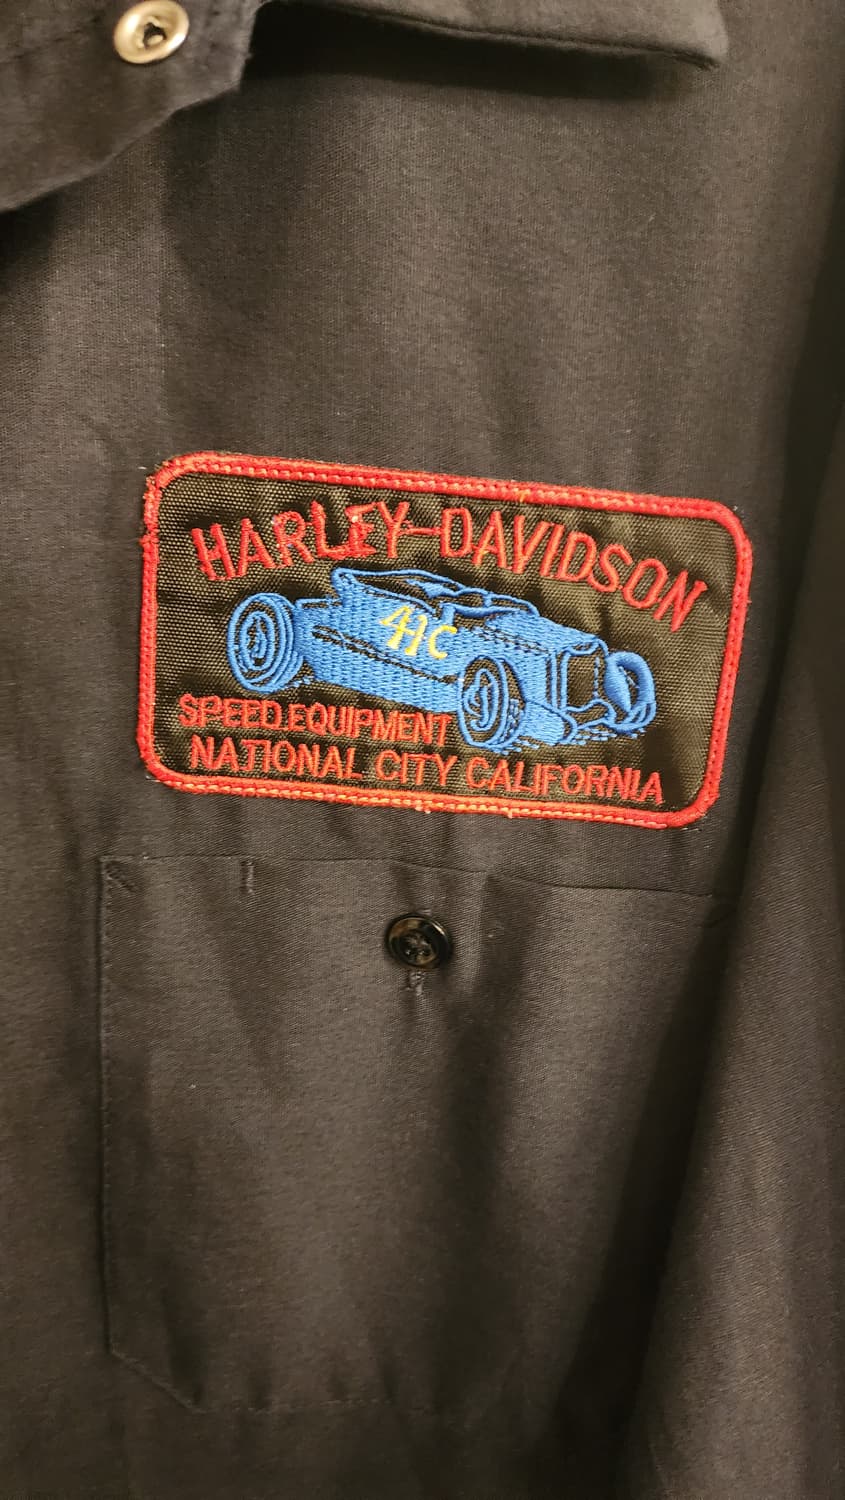 HARLEY-DAVIDSON
41C
SPEED.EQUIPMENT
NATIONAL CITY CALIFORNIA